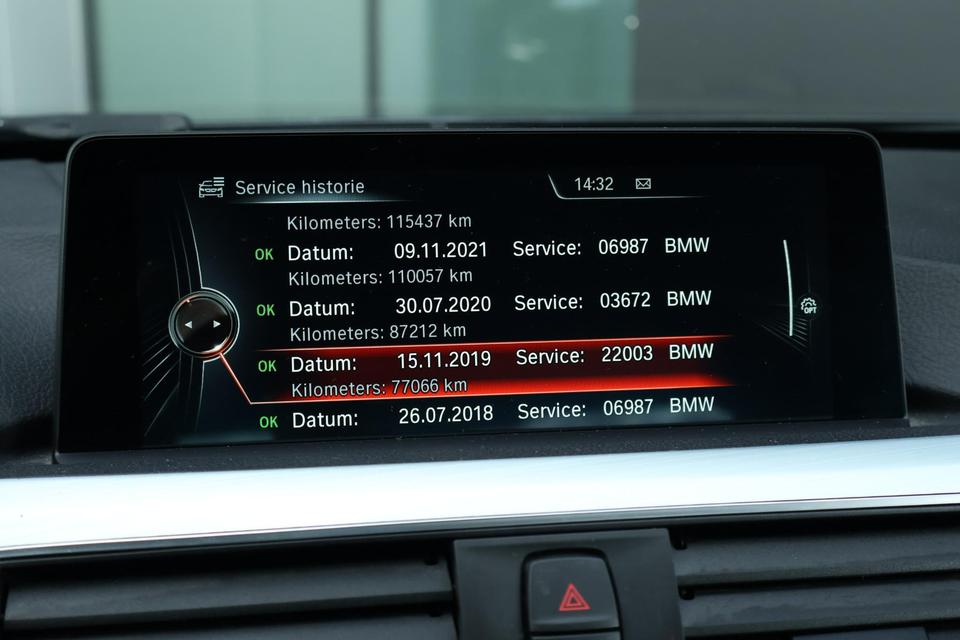 Service historie 14:32
Kilometers: 115437 km
OK Datum: 09.11.2021 Service: 06987 BMW
Kilometers: 110057 km
OK Datum: 30.07.2020 Service: 03672 BMW
Kilometers: 87212 km
OK Datum: 15.11.2019 Service: 22003 BMW
Kilometers: 77066 km
OK Datum: 26.07.2018 Service: 06987 BMW
OPT